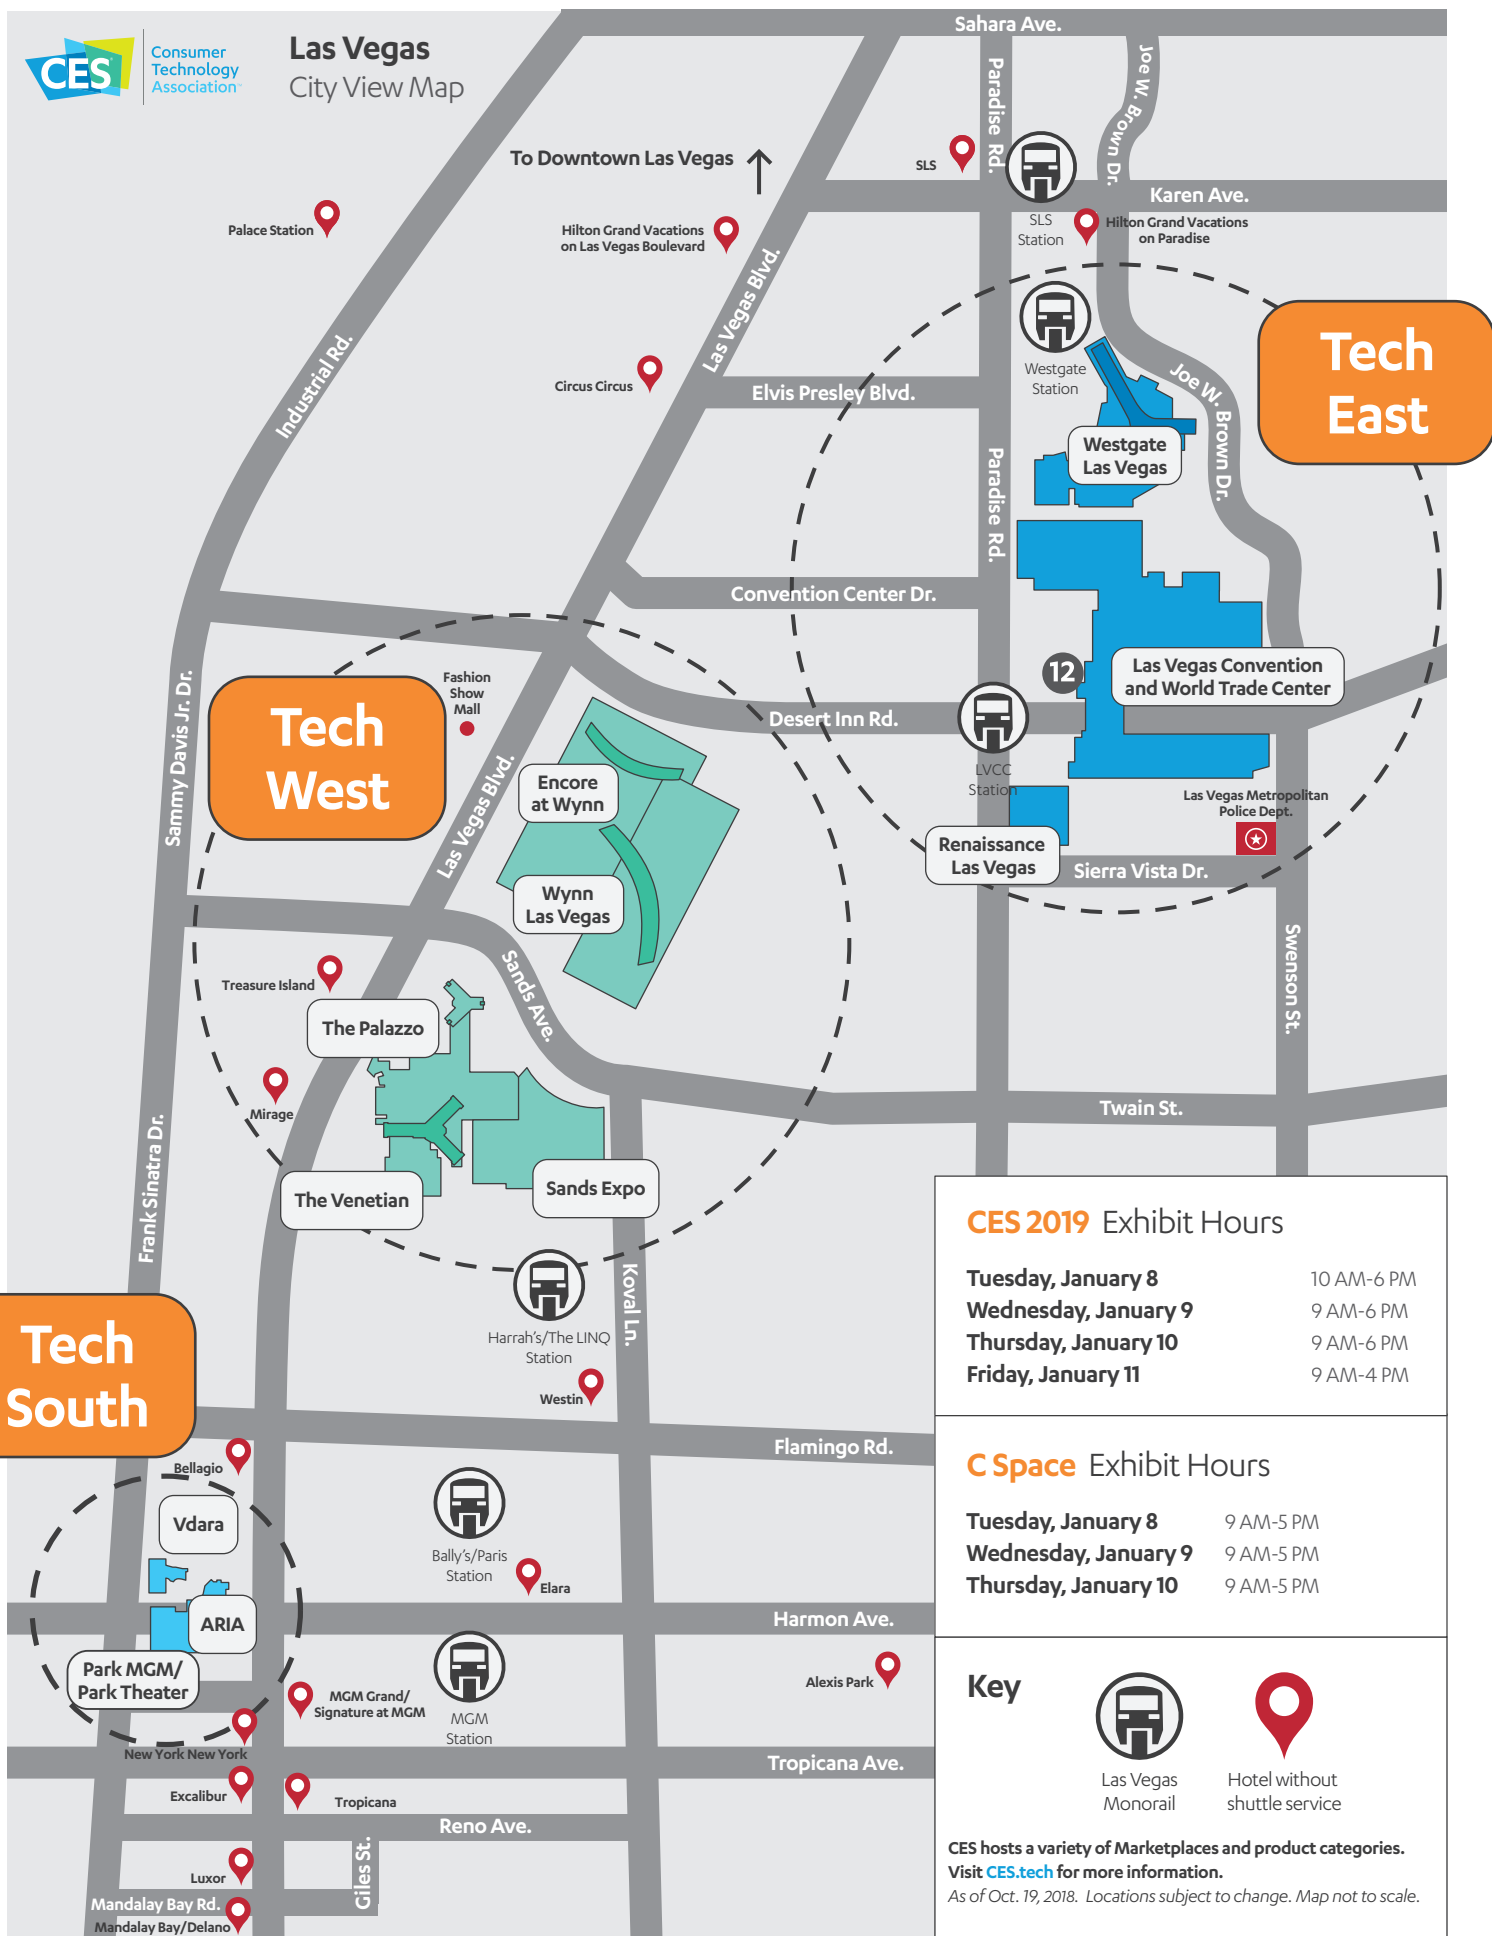 CES
Consumer
Technology
Association™
Las Vegas
City View Map
Sahara Ave.
Paradise Rd.
Joe W. Brown Dr.
To Downtown Las Vegas
SLS
Karen Ave.
SLS
Station
Hilton Grand Vacations
on Paradise
Palace Station
Hilton Grand Vacations
on Las Vegas Boulevard
Las Vegas Blvd.
Industrial Rd.
Circus Circus
Elvis Presley Blvd.
Westgate
Station
Joe W. Brown Dr.
Tech
East
Westgate
Las Vegas
Paradise Rd.
Convention Center Dr.
12
Las Vegas Convention
and World Trade Center
Desert Inn Rd.
LVCC
Station
Las Vegas Metropolitan
Police Dept.
Renaissance
Las Vegas
Sierra Vista Dr.
Swenson St.
Sammy Davis Jr. Dr.
Tech
West
Fashion
Show
Mall
Las Vegas Blvd.
Encore
at Wynn
Wynn
Las Vegas
Sands Ave.
Treasure Island
The Palazzo
Mirage
The Venetian
Sands Expo
Twain St.
Frank Sinatra Dr.
Koval Ln.
Harrah's/The LINQ
Station
Westin
Tech
South
Flamingo Rd.
Bellagio
Vdara
Bally's/Paris
Station
Elara
ARIA
Harmon Ave.
Park MGM/
Park Theater
MGM Grand/
Signature at MGM
MGM
Station
Alexis Park
New York New York
Tropicana Ave.
Excalibur
Tropicana
Reno Ave.
Giles St.
Luxor
Mandalay Bay Rd.
Mandalay Bay/Delano
CES 2019 Exhibit Hours
Tuesday, January 8 10 AM-6 PM
Wednesday, January 9 9 AM-6 PM
Thursday, January 10 9 AM-6 PM
Friday, January 11 9 AM-4 PM
C Space Exhibit Hours
Tuesday, January 8 9 AM-5 PM
Wednesday, January 9 9 AM-5 PM
Thursday, January 10 9 AM-5 PM
Key
Las Vegas
Monorail
Hotel without
shuttle service
CES hosts a variety of Marketplaces and product categories.
Visit CES.tech for more information.
As of Oct. 19, 2018. Locations subject to change. Map not to scale.